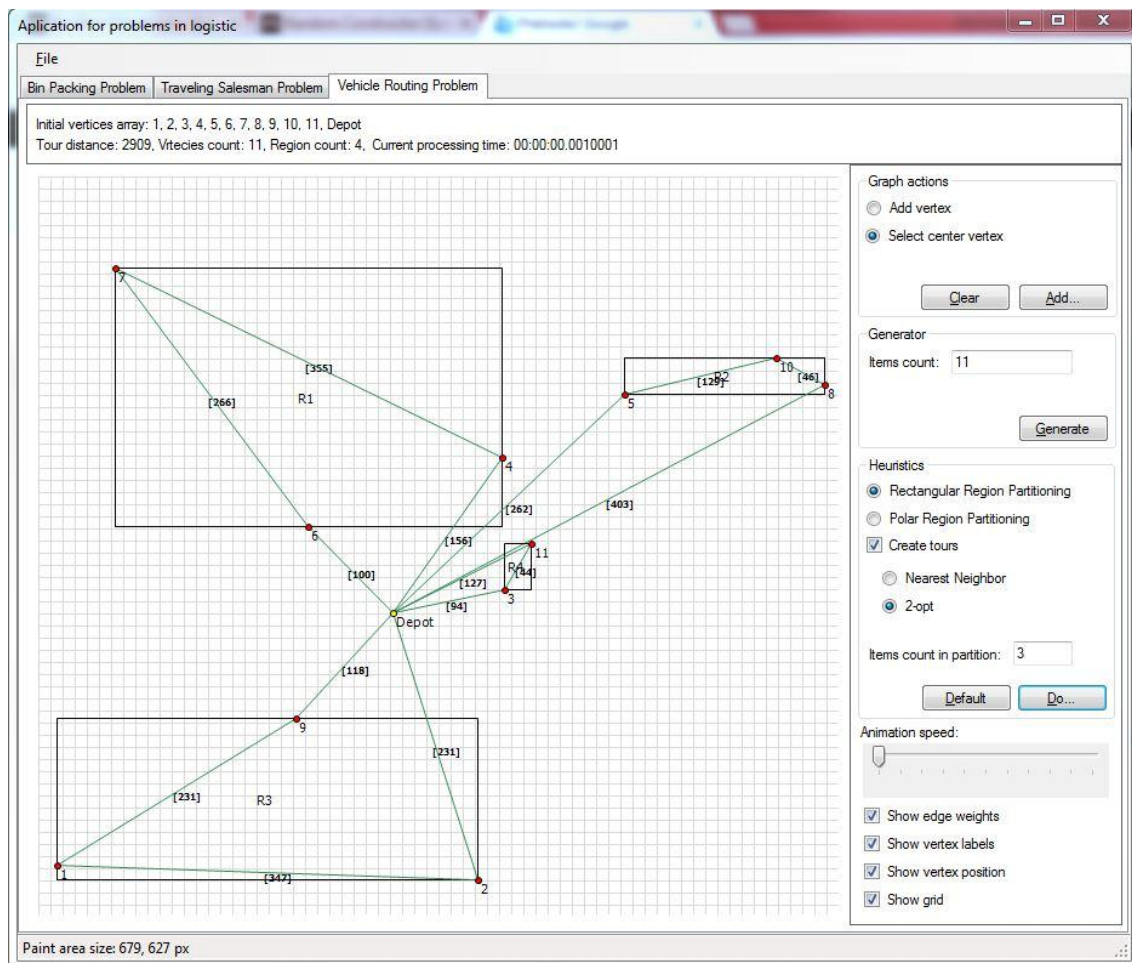 Aplication for problems in logistic
File
Bin Packing Problem Traveling Salesman Problem Vehicle Routing Problem
Initial vertices array: 1, 2, 3, 4, 5, 6, 7, 8, 9, 10, 11, Depot
Tour distance: 2909, Vrtecies count: 11, Region count: 4, Current processing time: 00:00:00.0010001
7
[355]
[266]
R1
4
6
[156]
[100]
10
R2
[129]
[46]
5
8
[262]
[403]
11
R4
[44]
[127]
3
[94]
Depot
[118]
9
[231]
[231]
R3
1
[347]
2
Graph actions
Add vertex
Select center vertex
Clear Add...
Generator
Items count: 11
Generate
Heuristics
Rectangular Region Partitioning
Polar Region Partitioning
Create tours
Nearest Neighbor
2-opt
Items count in partition: 3
Default Do...
Animation speed:
Show edge weights
Show vertex labels
Show vertex position
Show grid
Paint area size: 679, 627 px